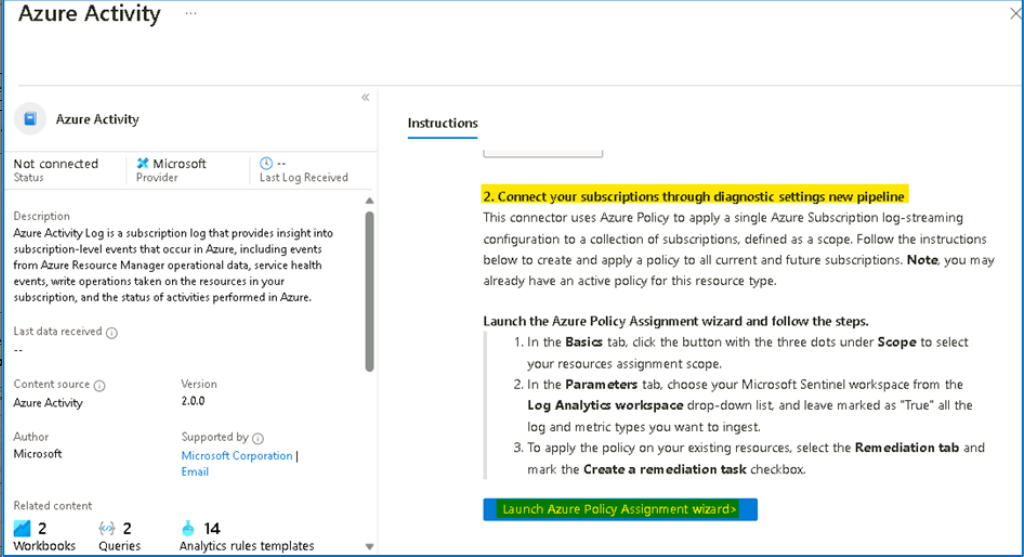 Azure Activity ...
«
Azure Activity
Not connected
Status
Microsoft
Provider
--
Last Log Received
Description
Azure Activity Log is a subscription log that provides insight into
subscription-level events that occur in Azure, including events
from Azure Resource Manager operational data, service health
events, write operations taken on the resources in your
subscription, and the status of activities performed in Azure.
Last data received
--
Content source
Azure Activity
Version
2.0.0
Author
Microsoft
Supported by
Microsoft Corporation |
Email
Related content
2
Workbooks
2
Queries
14
Analytics rules templates
Instructions
2. Connect your subscriptions through diagnostic settings new pipeline
This connector uses Azure Policy to apply a single Azure Subscription log-streaming
configuration to a collection of subscriptions, defined as a scope. Follow the instructions
below to create and apply a policy to all current and future subscriptions. Note, you may
already have an active policy for this resource type.
Launch the Azure Policy Assignment wizard and follow the steps.
1. In the Basics tab, click the button with the three dots under Scope to select
your resources assignment scope.
2. In the Parameters tab, choose your Microsoft Sentinel workspace from the
Log Analytics workspace drop-down list, and leave marked as "True" all the
log and metric types you want to ingest.
3. To apply the policy on your existing resources, select the Remediation tab and
mark the Create a remediation task checkbox.
Launch Azure Policy Assignment wizard>